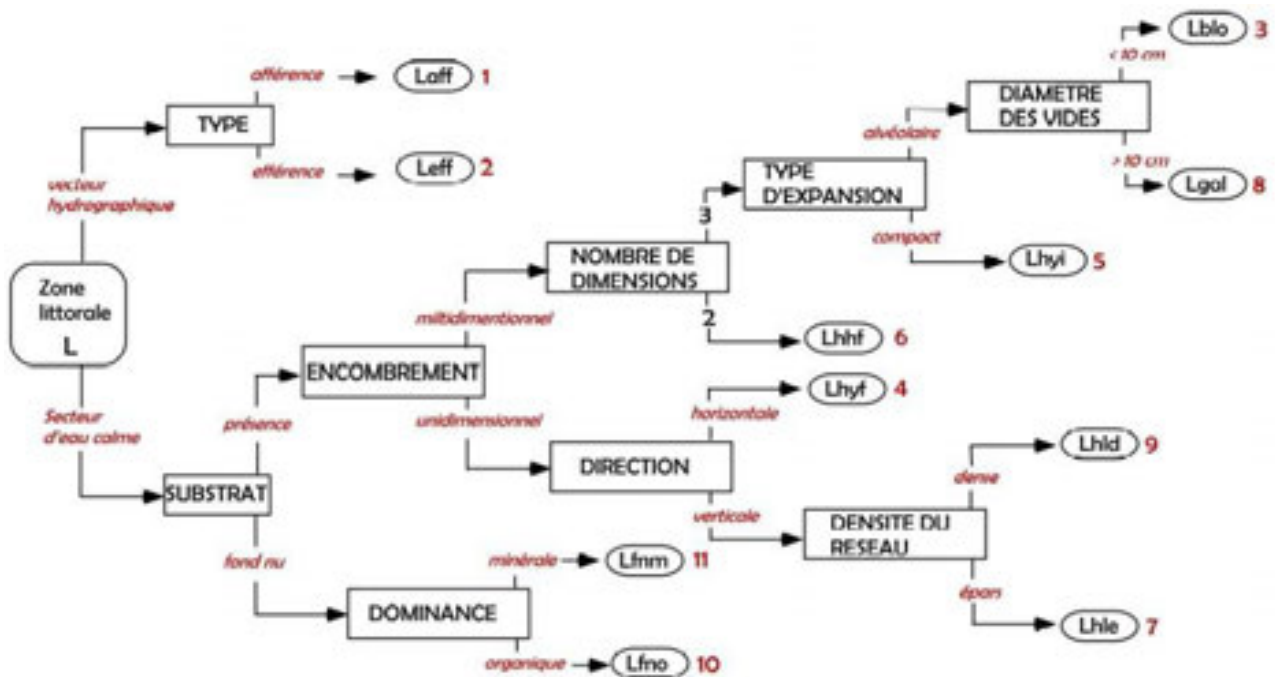 Lblo 3
< 10 cm
afférence Laff 1
DIAMETRE
DES VIDES
TYPE
alvéolaire
efférence Leff 2
> 10 cm
Lgal 8
vecteur
hydrographique
TYPE
D'EXPANSION
3
compact
Lhyi 5
NOMBRE DE
DIMENSIONS
Zone
littorale
L
miltidimentionnel
2
Lhhf 6
ENCOMBREMENT
Lhyf 4
horizontale
Secteur
d'eau calme
présence
unidimensionnel
DIRECTION
Lhld 9
dense
SUBSTRAT
verticale
DENSITE DU
RESEAU
fond nu
minérale Lfnm 11
épars
DOMINANCE
Lhle 7
organique Lfno 10